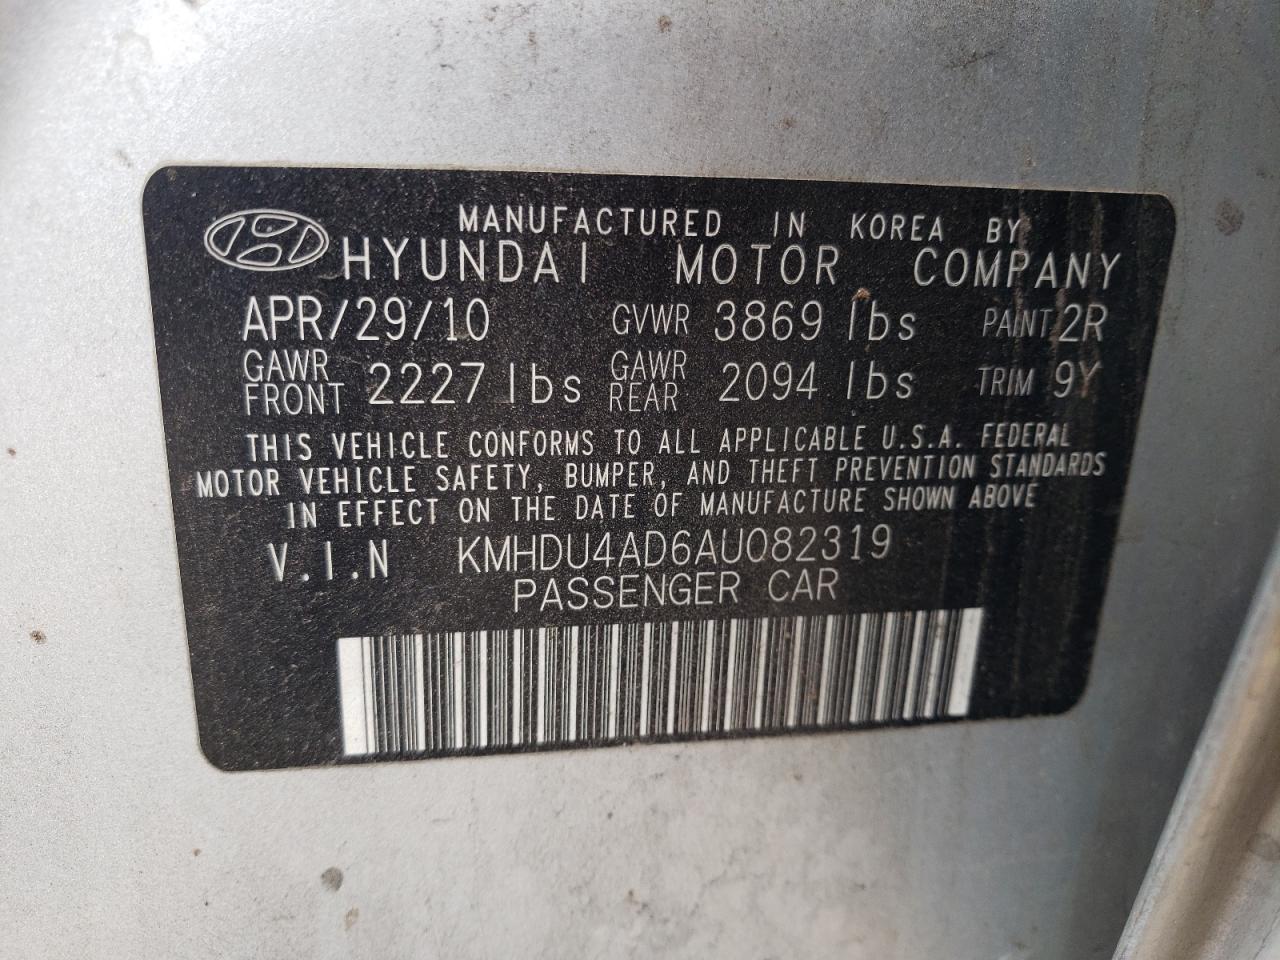 MANUFACTURED IN KOREA BY
HYUNDAI MOTOR COMPANY
APR/29/10 GVWR 3869 lbs PAINT 2R
GAWR FRONT 2227 lbs GAWR REAR 2094 lbs TRIM 9Y
THIS VEHICLE CONFORMS TO ALL APPLICABLE U.S.A. FEDERAL
MOTOR VEHICLE SAFETY, BUMPER, AND THEFT PREVENTION STANDARDS
IN EFFECT ON THE DATE OF MANUFACTURE SHOWN ABOVE
V.I.N KMHDU4AD6AU082319
PASSENGER CAR